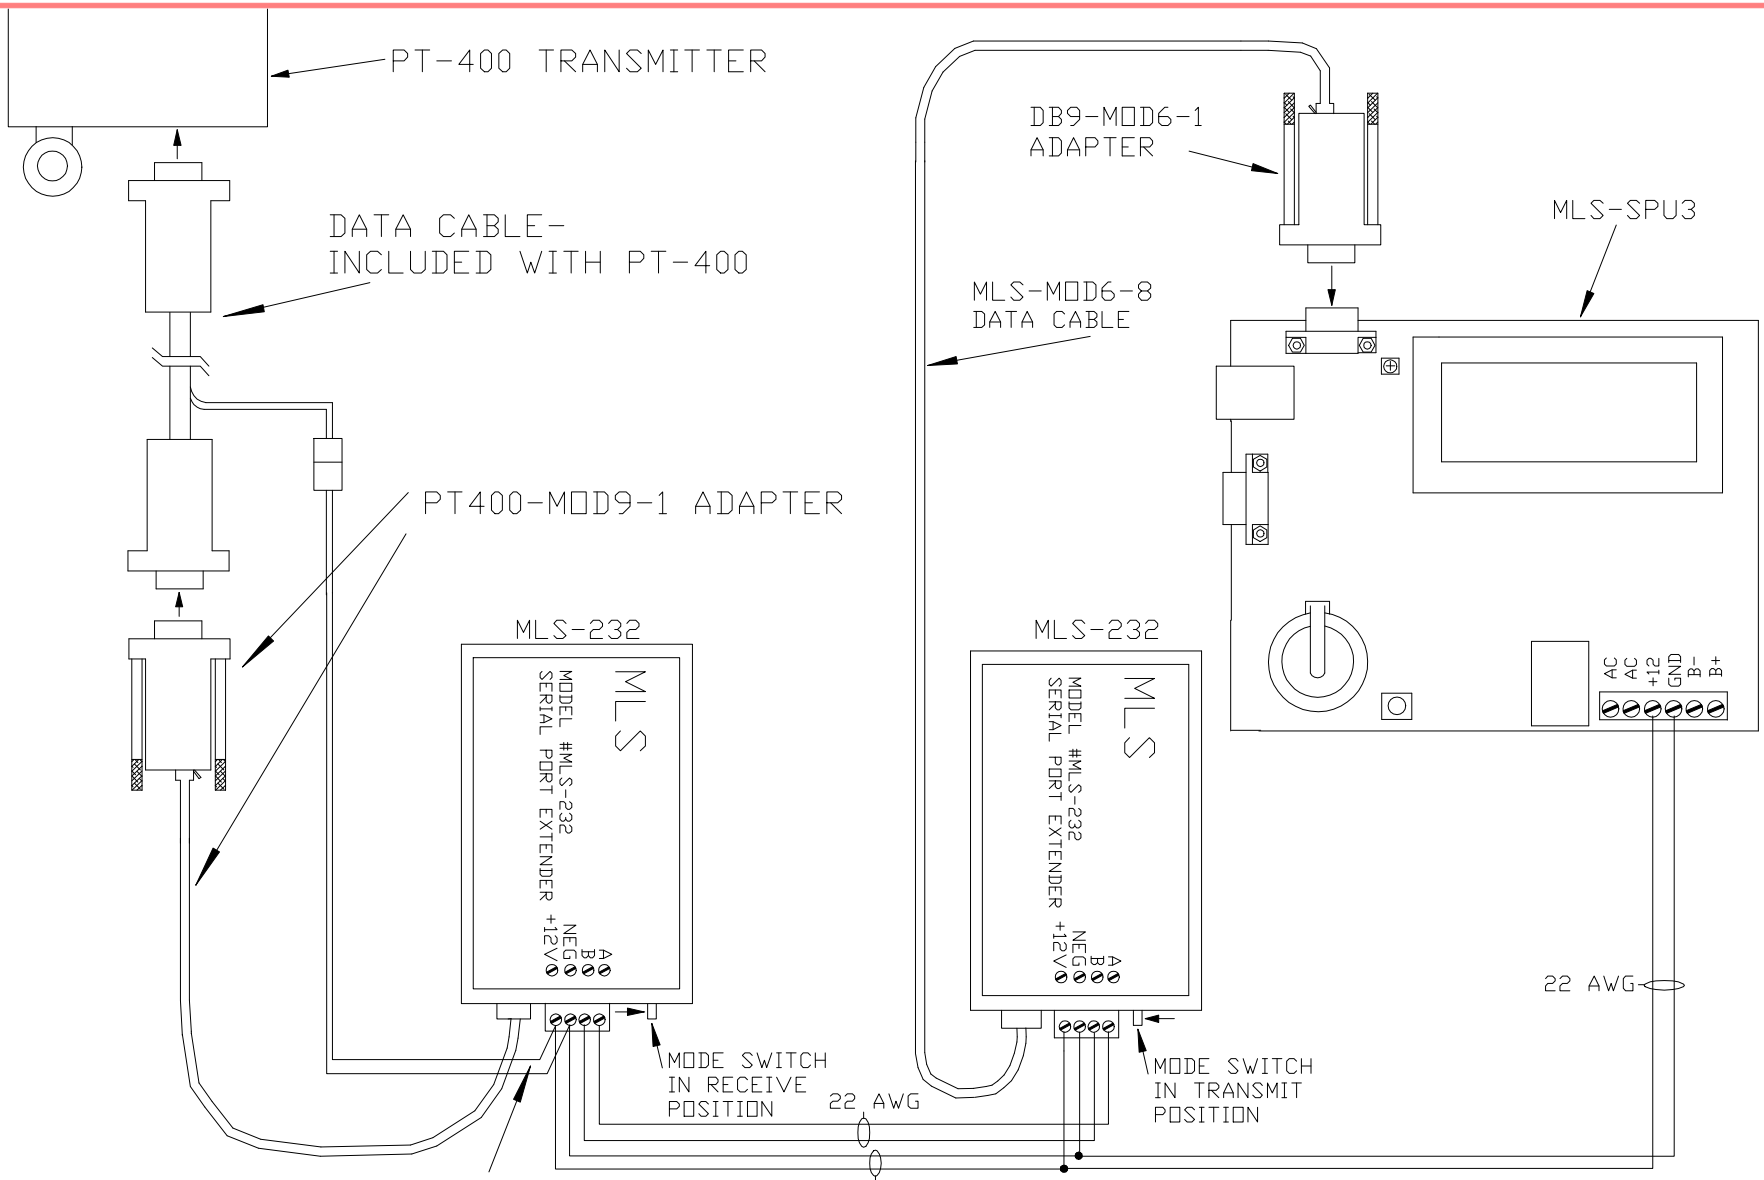 PT-400 TRANSMITTER
DB9-MOD6-1
ADAPTER
MLS-SPU3
DATA CABLE-
INCLUDED WITH PT-400
MLS-MOD6-8
DATA CABLE
PT400-MOD9-1 ADAPTER
MLS-232
MLS
MODEL #MLS-232
SERIAL PORT EXTENDER
+12V
NEG
B
A
MLS-232
MLS
MODEL #MLS-232
SERIAL PORT EXTENDER
+12V
NEG
B
A
AC
AC
+12
GND
B-
B+
22 AWG
MODE SWITCH
IN RECEIVE
POSITION
MODE SWITCH
IN TRANSMIT
POSITION
22 AWG